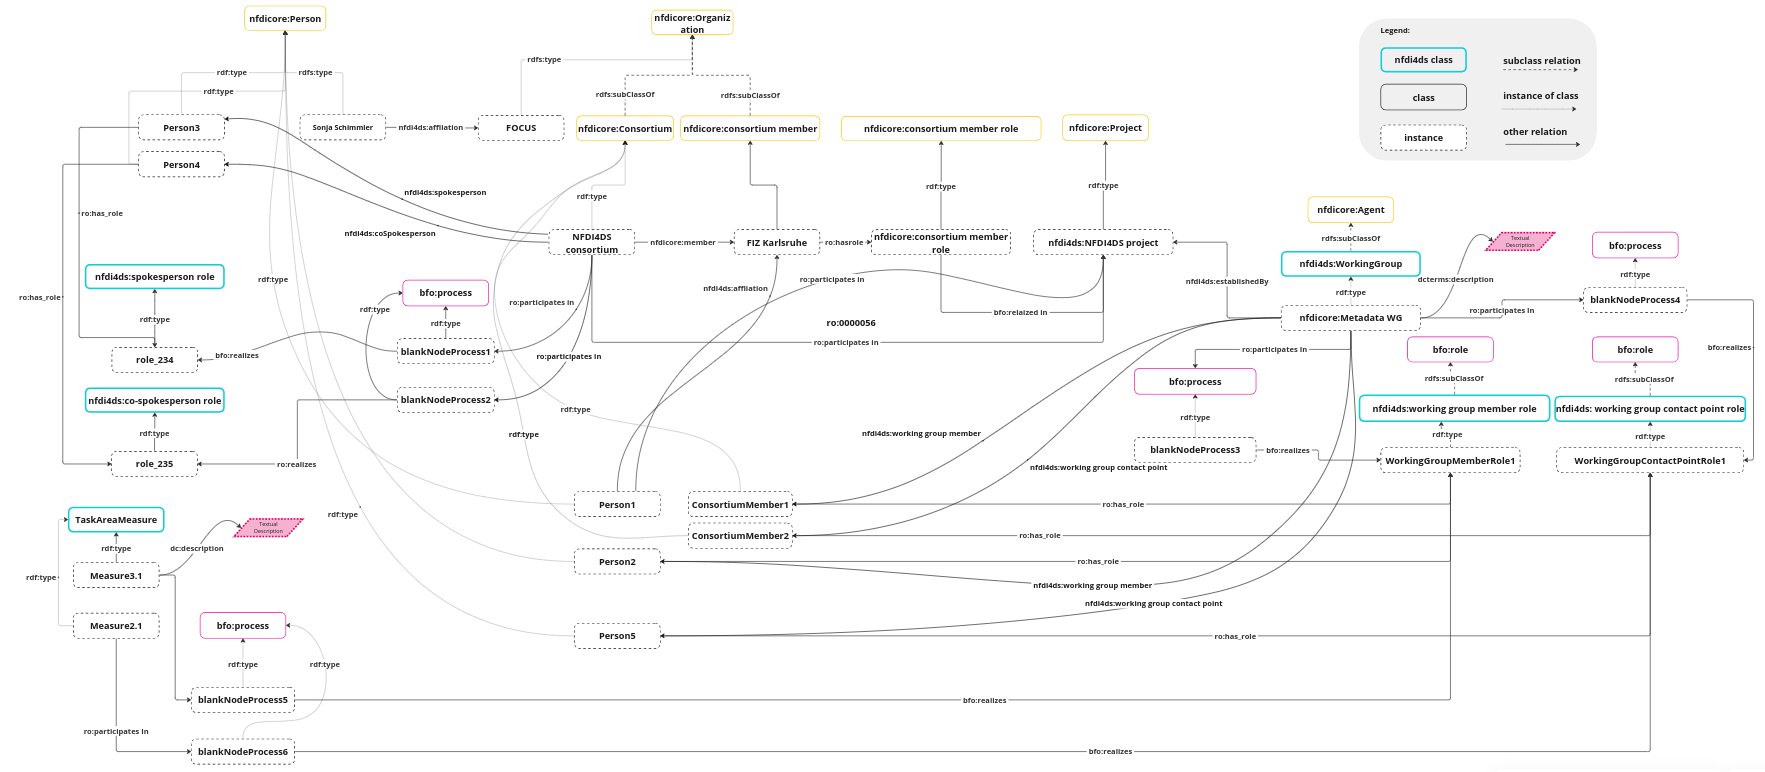 nfdicore:Person
nfdicore:Organiz
ation
Legend:
nfdi4ds class
subclass relation
class
instance of class
instance
other relation
rdf:type
rdfs:type
rdfs:type
rdf:type
rdfs:subClassOf
rdfs:subClassOf
Person3
Sonja Schimmler
nfdi4ds:affliation
FOCUS
nfdicore:Consortium
nfdicore:consortium member
nfdicore:consortium member role
nfdicore:Project
Person4
nfdi4ds:spokesperson
rdf:type
rdf:type
rdf:type
ro:has_role
nfdi4ds:coSpokesperson
NFDI4DS
consortium
nfdicore:member
FIZ Karlsruhe
ro:hasrole
nfdicore:consortium member
role
nfdi4ds:NFDI4DS project
nfdicore:Agent
rdfs:subClassOf
Textual
Description
bfo:process
nfdi4ds:WorkingGroup
rdf:type
nfdi4ds:spokesperson role
rdf:type
ro:participates in
nfdi4ds:establishedBy
dcterms:description
ro:has_role
bfo:process
nfdi4ds:affliation
rdf:type
blankNodeProcess4
rdf:type
ro:participates in
bfo:relaized in
nfdicore:Metadata WG
ro:participates in
rdf:type
rdf:type
ro:0000056
ro:participates in
ro:participates in
bfo:realizes
role_234
bfo:realizes
blankNodeProcess1
ro:participates in
bfo:role
bfo:role
bfo:process
rdfs:subClassOf
rdfs:subClassOf
nfdi4ds:co-spokesperson role
blankNodeProcess2
rdf:type
nfdi4ds:working group member role
nfdi4ds: working group contact point role
rdf:type
rdf:type
rdf:type
nfdi4ds:working group member
rdf:type
rdf:type
blankNodeProcess3
bfo:realizes
WorkingGroupMemberRole1
WorkingGroupContactPointRole1
role_235
ro:realizes
nfdi4ds:working group contact point
Person1
ConsortiumMember1
ro:has_role
rdf:type
TaskAreaMeasure
Textual
Description
ConsortiumMember2
ro:has_role
rdf:type
dc:description
Person2
ro:has_role
rdf:type
Measure3.1
nfdi4ds:working group member
nfdi4ds:working group contact point
Measure2.1
bfo:process
Person5
ro:has_role
rdf:type
rdf:type
blankNodeProcess5
bfo:realizes
ro:participates in
blankNodeProcess6
bfo:realizes